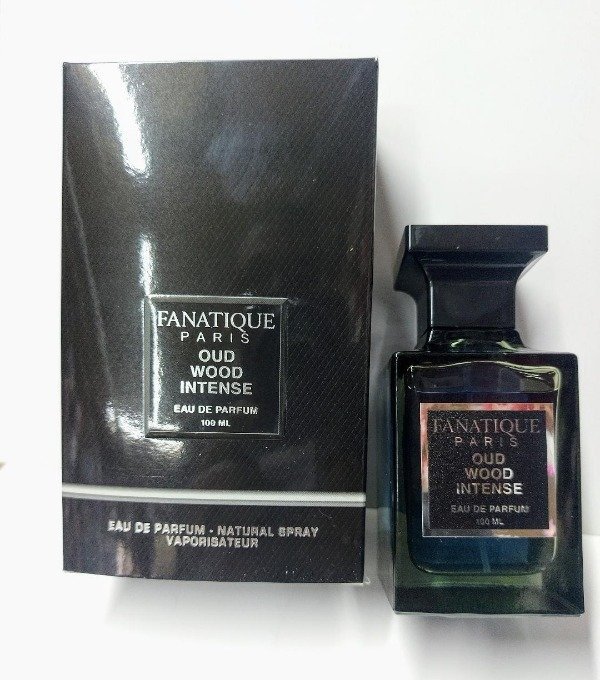 FANATIQUE
PARIS
OUD
WOOD
INTENSE
EAU DE PARFUM
100 ML
EAU DE PARFUM - NATURAL SPRAY
VAPORISATEUR
FANATIQUE
PARIS
OUD
WOOD
INTENSE
EAU DE PARFUM
100 ML